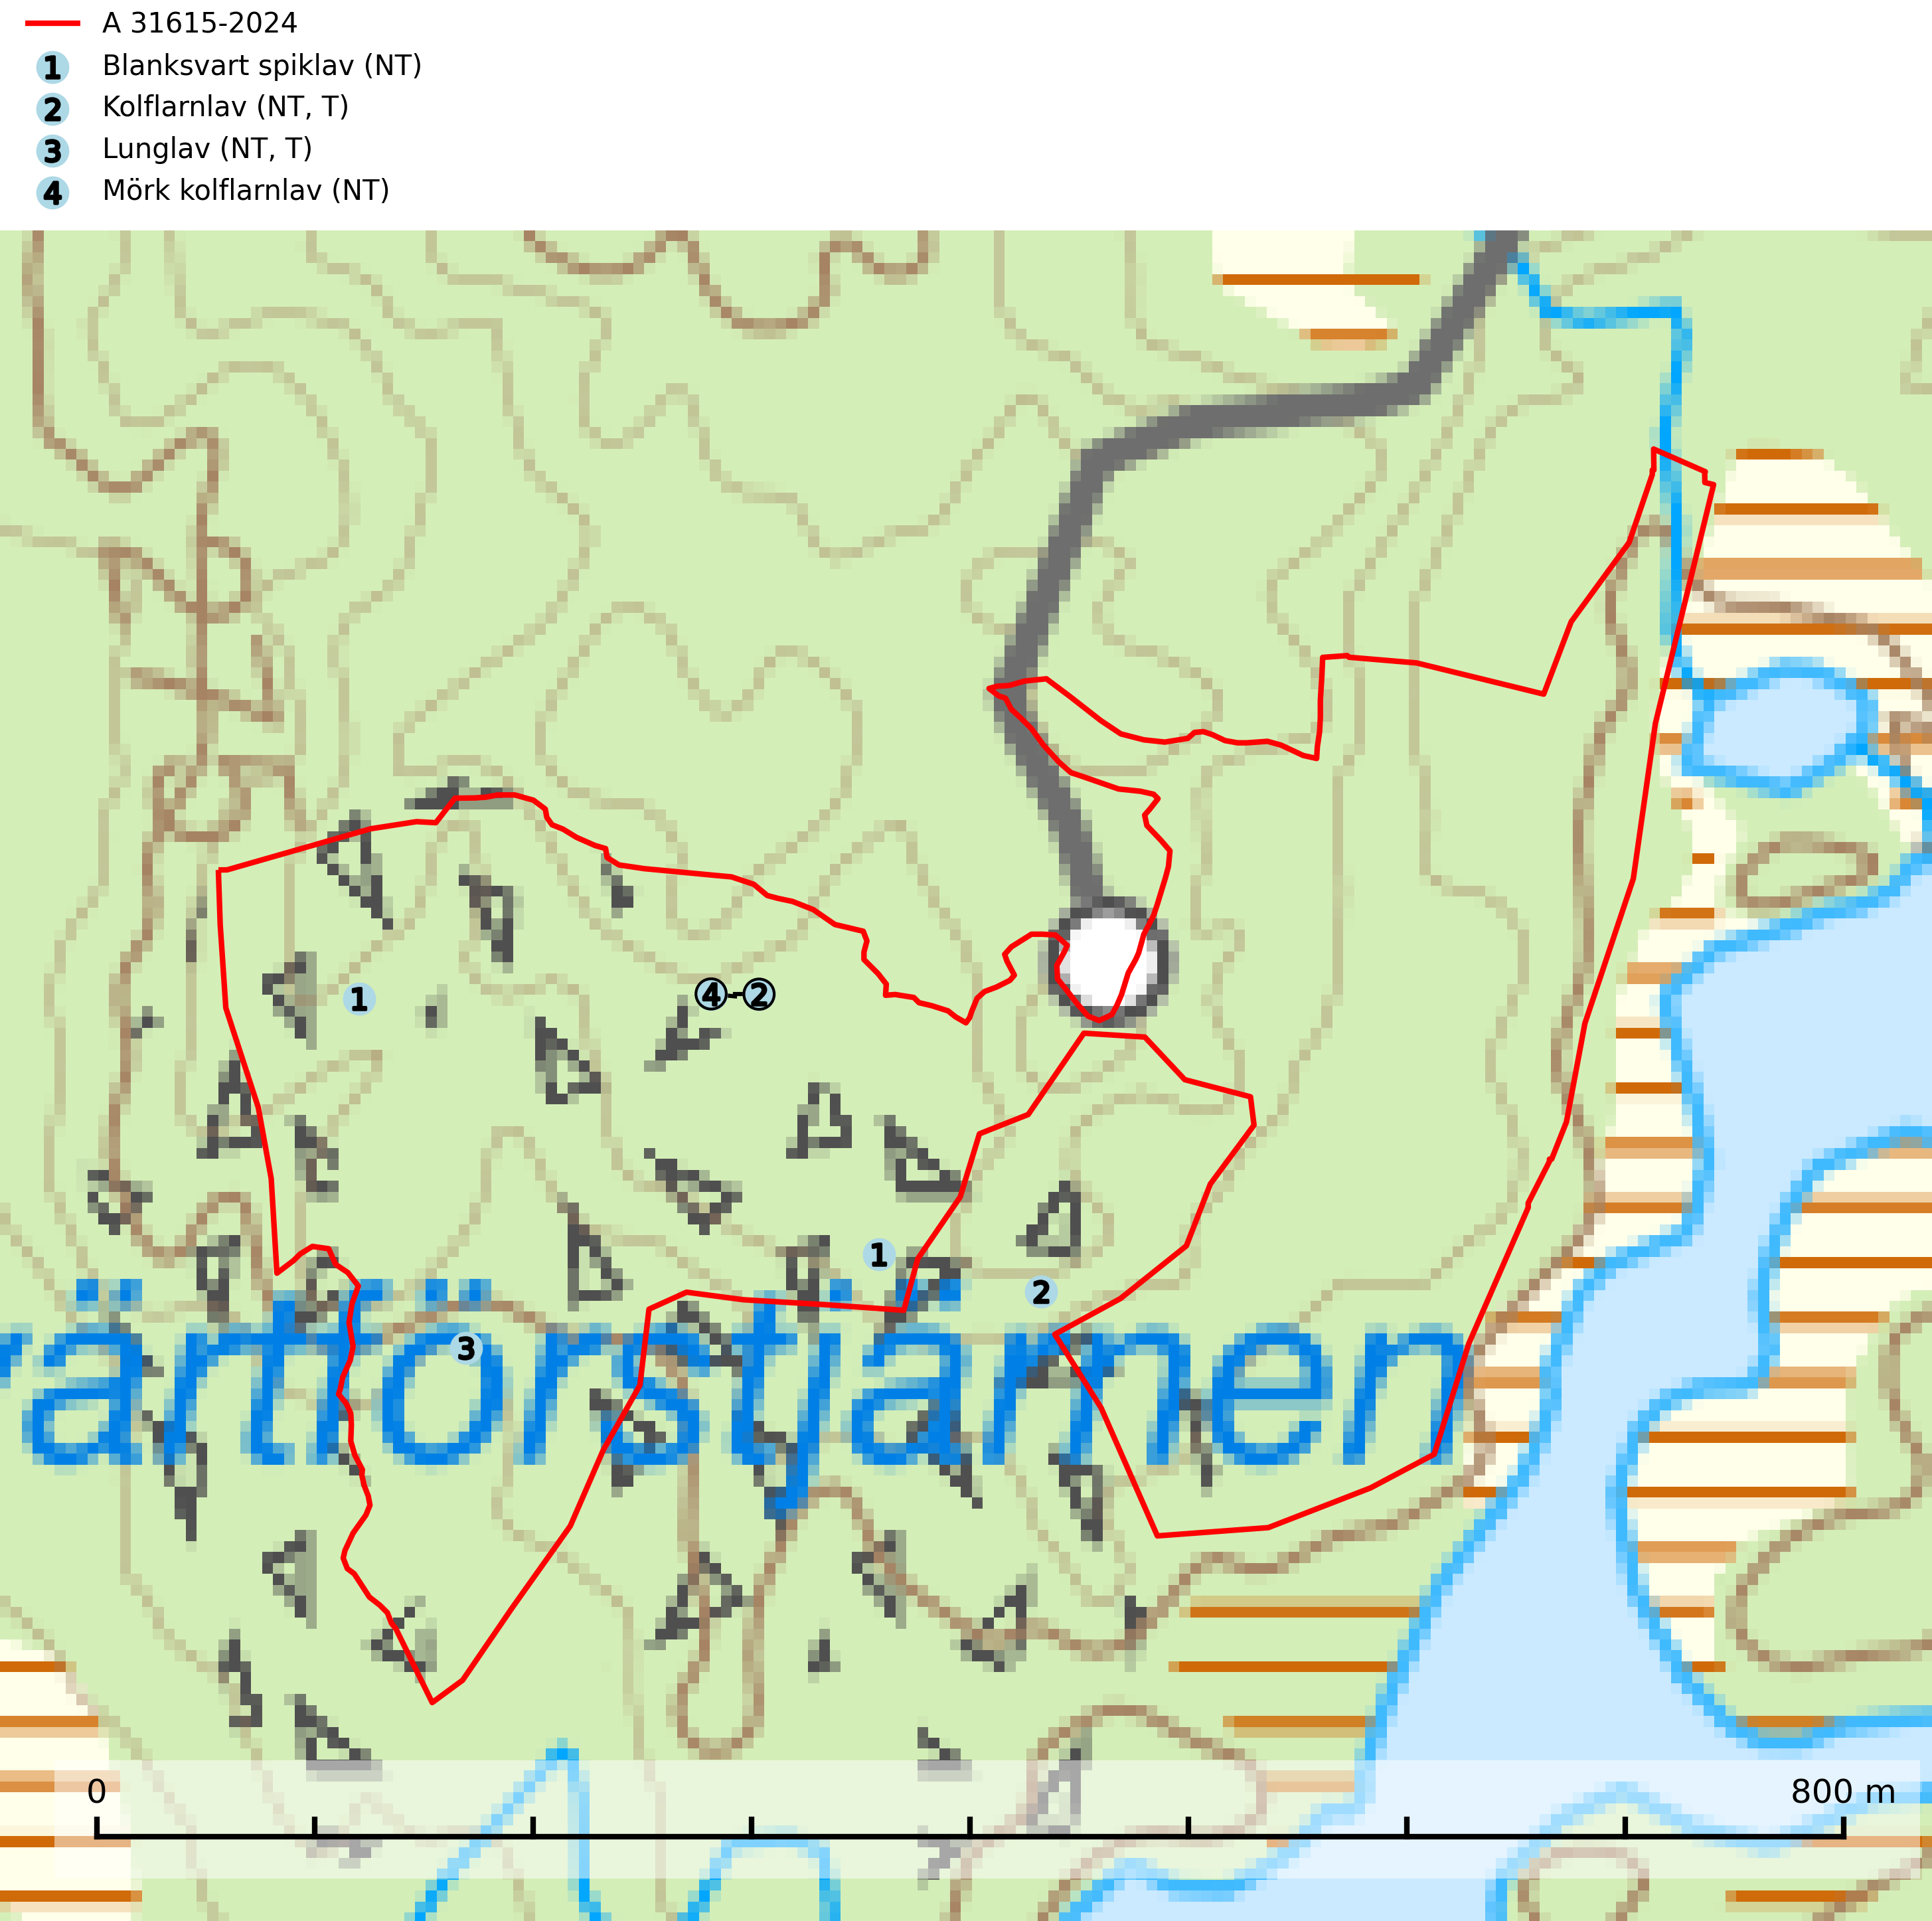 A 31615-2024
1 Blanksvart spiklav (NT)
2 Kolflarnlav (NT, T)
3 Lunglav (NT, T)
4 Mörk kolflarnlav (NT)
1
4-2
1
2
3
0 800 m